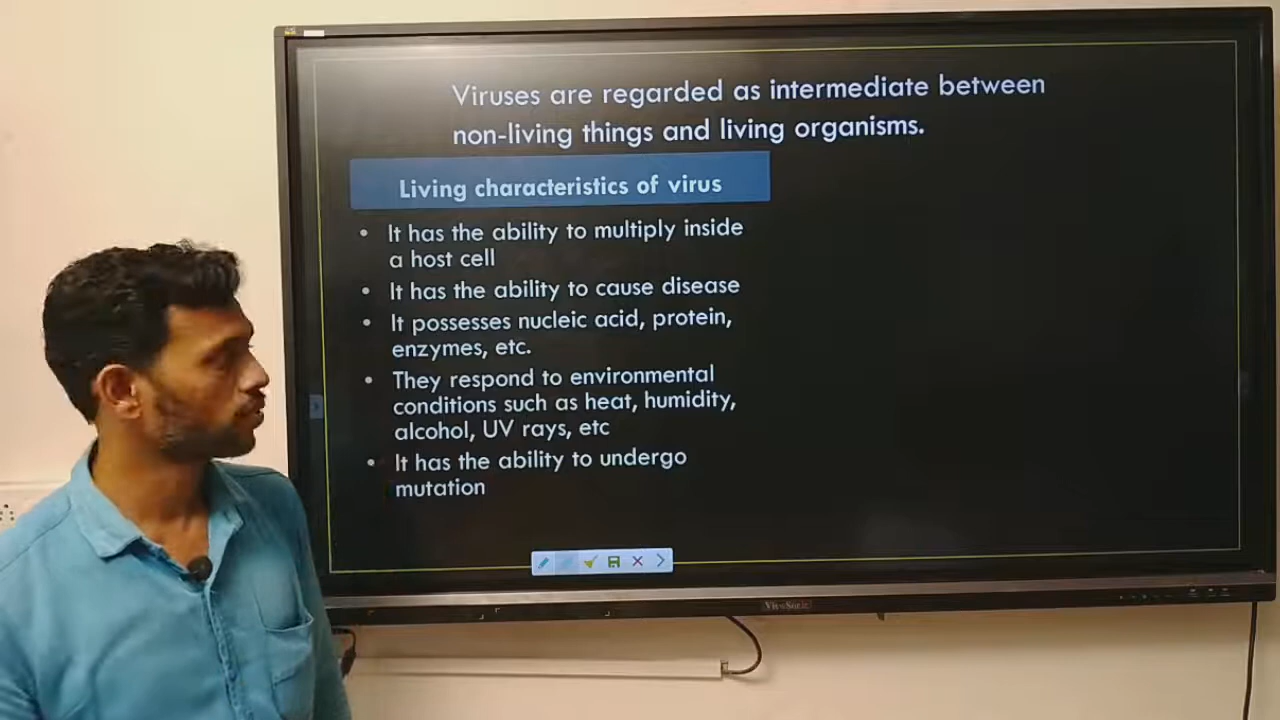 Viruses are regarded as intermediate between
non-living things and living organisms.
Living characteristics of virus
• It has the ability to multiply inside
a host cell
• It has the ability to cause disease
• It possesses nucleic acid, protein,
enzymes, etc.
• They respond to environmental
conditions such as heat, humidity,
alcohol, UV rays, etc
• It has the ability to undergo
mutation
ViewSonic